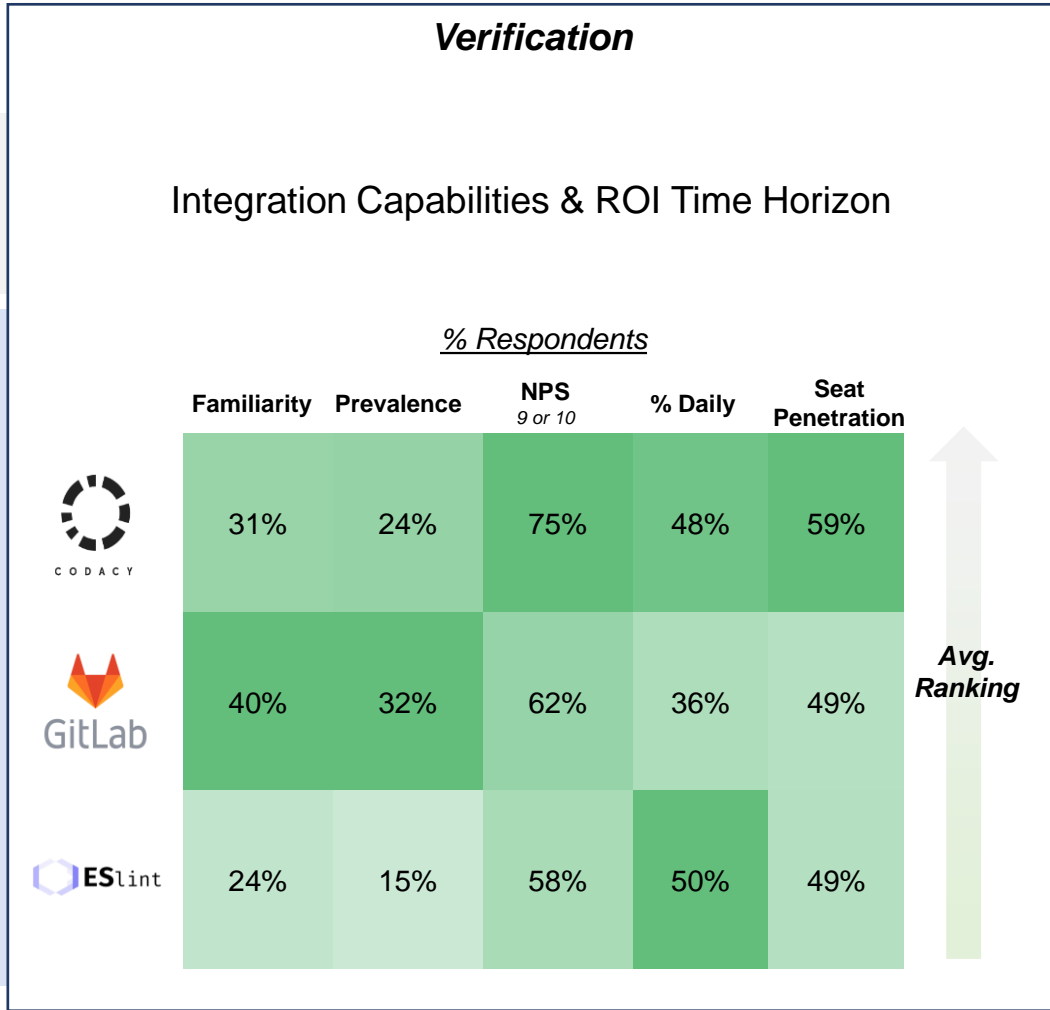 Verification
Integration Capabilities & ROI Time Horizon
% Respondents
Familiarity Prevalence NPS % Daily Seat
9 or 10 Penetration
CODACY 31% 24% 75% 48% 59%
GitLab 40% 32% 62% 36% 49%
Avg.
Ranking
ESlint 24% 15% 58% 50% 49%